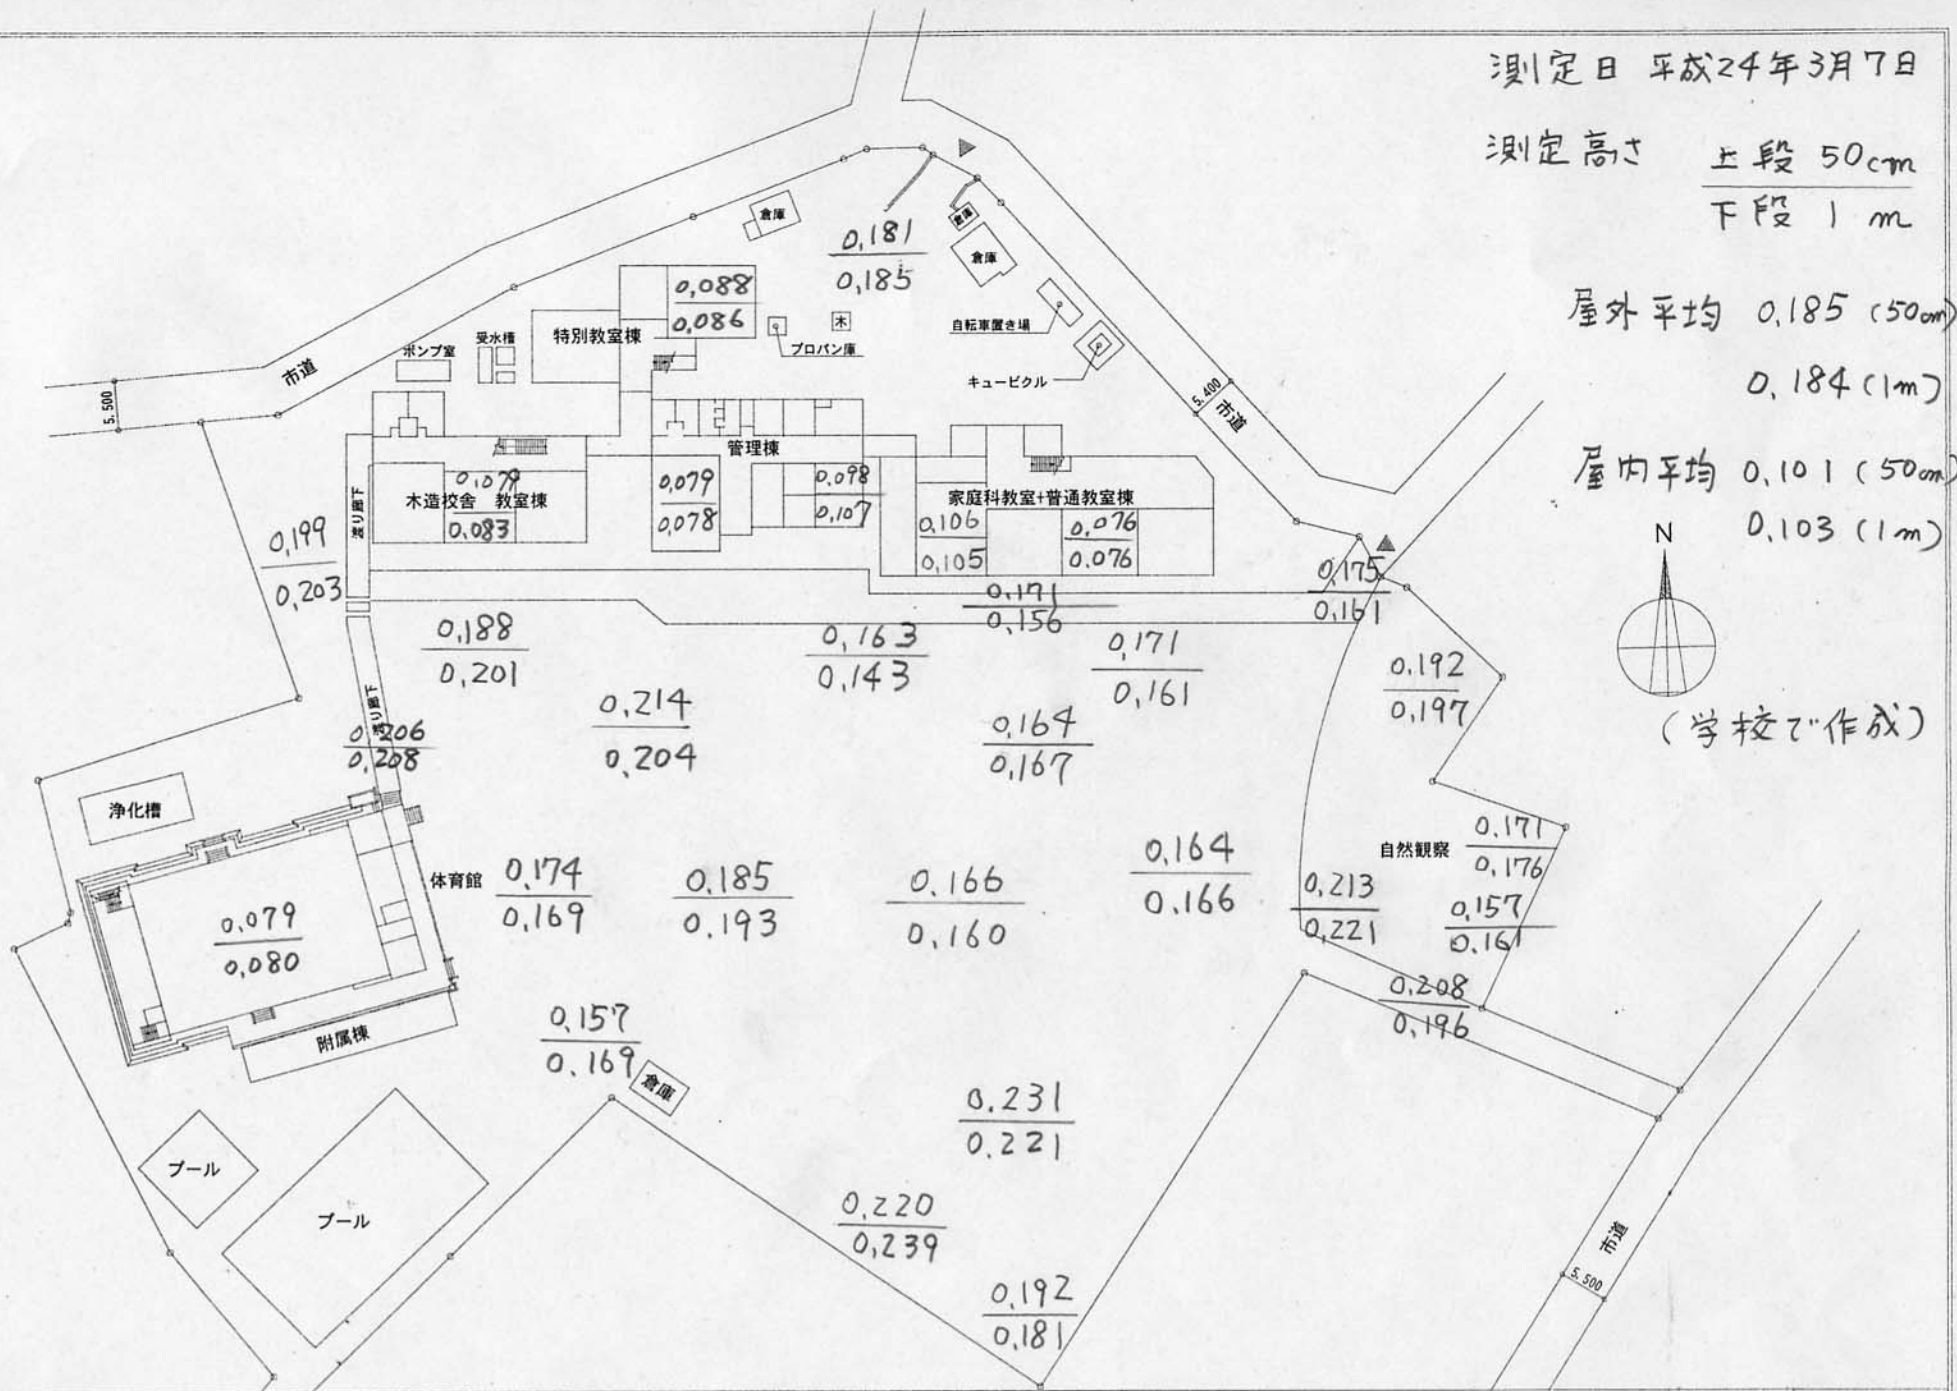 測定日 平成24年3月7日
測定高さ 上段 50cm
下段 1 m
屋外平均 0.185 (50cm)
0.184 (1m)
屋内平均 0.101 (50cm)
0.103 (1m)
N
(学校で作成)
倉庫
倉庫
倉庫
0.181
0.185
0.088
0.086
木
プロパン庫
自転車置き場
キュービクル
特別教室棟
受水槽
ポンプ室
市道
5.500
5.400
市道
管理棟
0.079
木造校舎 教室棟
0.083
0.079
0.078
0.098
0.107
家庭科教室+普通教室棟
0.106
0.105
0.076
0.076
渡り廊下
0.199
0.203
0.175
0.161
0.171
0.156
0.188
0.201
0.163
0.143
0.171
0.161
0.192
0.197
0.214
0.204
0.164
0.167
渡り廊下
0.206
0.208
浄化槽
体育館
0.174
0.169
0.185
0.193
0.166
0.160
0.164
0.166
自然観察
0.171
0.176
0.213
0.221
0.157
0.161
0.079
0.080
0.208
0.196
附属棟
0.157
0.169
倉庫
0.231
0.221
プール
プール
0.220
0.239
0.192
0.181
市道
5.500